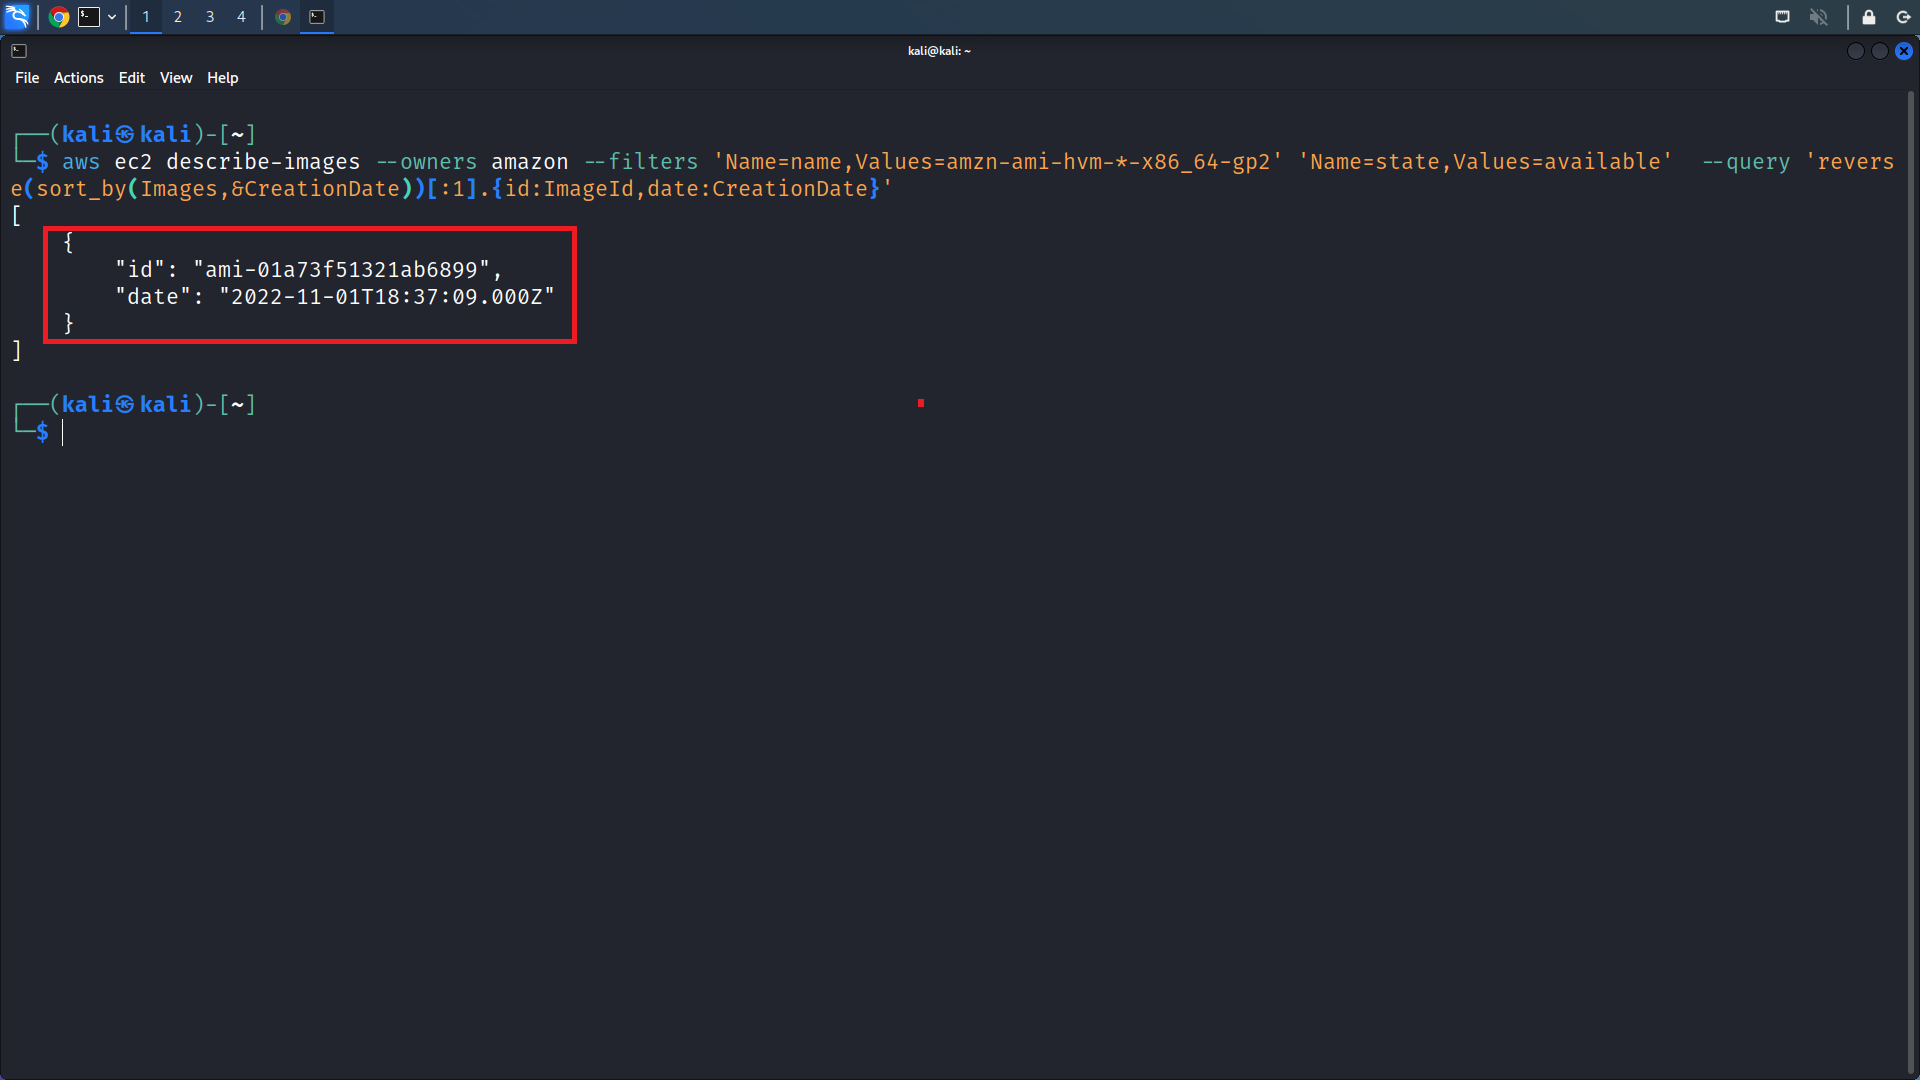 1 2 3 4
kali@kali: ~
File Actions Edit View Help
┌──(kali㉿kali)-[~]
└─$ aws ec2 describe-images --owners amazon --filters 'Name=name,Values=amzn-ami-hvm-*-x86_64-gp2' 'Name=state,Values=available'  --query 'revers
e(sort_by(Images,&CreationDate))[:1].{id:ImageId,date:CreationDate}'
[
    {
        "id": "ami-01a73f51321ab6899",
        "date": "2022-11-01T18:37:09.000Z"
    }
]
┌──(kali㉿kali)-[~]
└─$